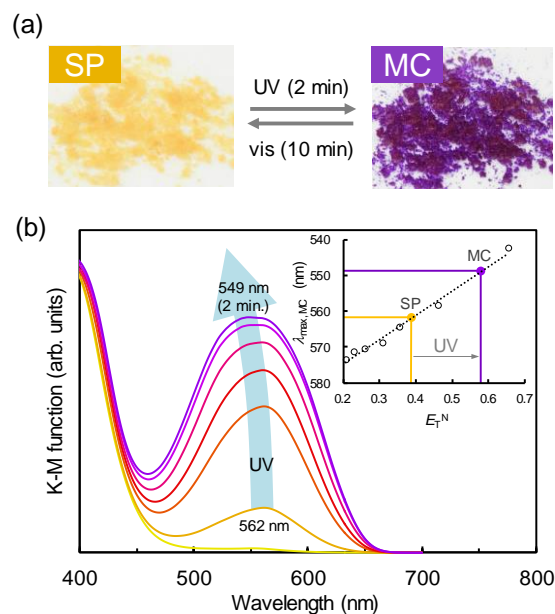 (a)
SP
UV (2 min)
vis (10 min)
MC
(b)
K-M function (arb. units)
549 nm
(2 min.)
UV
562 nm
400
500
600
700
800
Wavelength (nm)
λmax,MC (nm)
540
550
560
570
580
MC
SP
UV
0.2
0.3
0.4
0.5
0.6
0.7
ETN